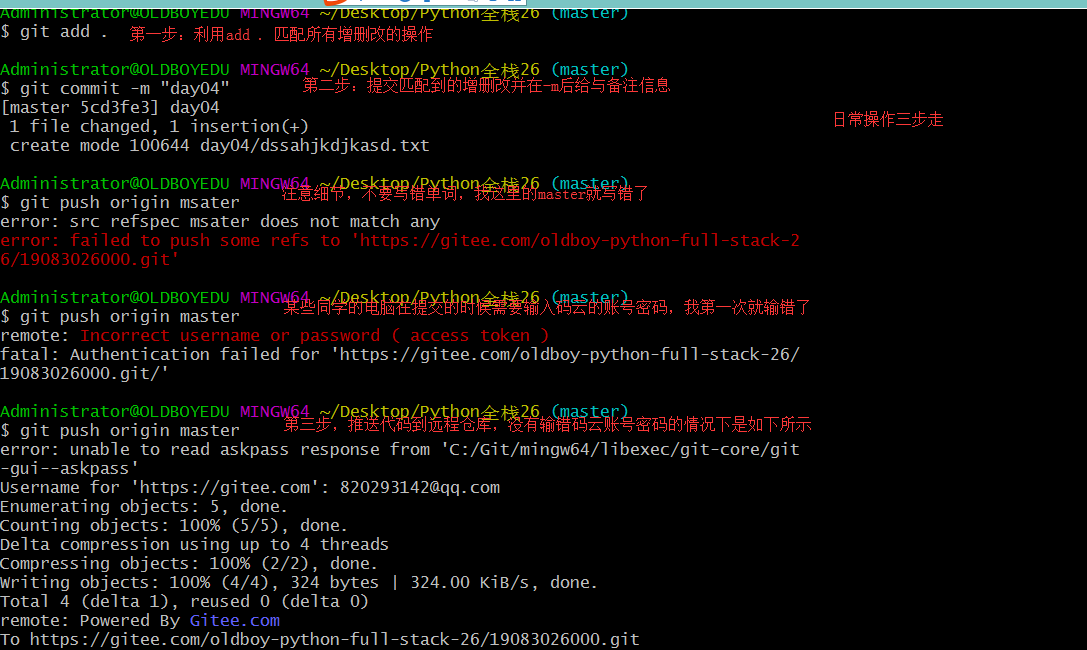 Administrator@OLDBOYEDU MINGW64 ~/Desktop/Python全栈26 (master)
$ git add . 第一步：利用add . 匹配所有增删改的操作
Administrator@OLDBOYEDU MINGW64 ~/Desktop/Python全栈26 (master)
$ git commit -m "day04" 第二步：提交匹配到的增删改并在-m后给与备注信息
[master 5cd3fe3] day04
日常操作三步走
1 file changed, 1 insertion(+)
create mode 100644 day04/dssahjkdjkasd.txt
Administrator@OLDBOYEDU MINGW64 ~/Desktop/Python全栈26 (master)
$ git push origin msater 注意细节，不要写错单词，我这里的master就写错了
error: src refspec msater does not match any
error: failed to push some refs to 'https://gitee.com/oldboy-python-full-stack-2
6/19083026000.git'
Administrator@OLDBOYEDU MINGW64 ~/Desktop/Python全栈26 (master)
某些同学的电脑在提交的时候需要输入码云的账号密码，我第一次就输错了
$ git push origin master
remote: Incorrect username or password ( access token )
fatal: Authentication failed for 'https://gitee.com/oldboy-python-full-stack-26/
19083026000.git/'
Administrator@OLDBOYEDU MINGW64 ~/Desktop/Python全栈26 (master)
$ git push origin master 第三步，推送代码到远程仓库，没有输错码云账号密码的情况下是如下所示
error: unable to read askpass response from 'C:/Git/mingw64/libexec/git-core/git
-gui--askpass'
Username for 'https://gitee.com': 820293142@qq.com
Enumerating objects: 5, done.
Counting objects: 100% (5/5), done.
Delta compression using up to 4 threads
Compressing objects: 100% (2/2), done.
Writing objects: 100% (4/4), 324 bytes | 324.00 KiB/s, done.
Total 4 (delta 1), reused 0 (delta 0)
remote: Powered By Gitee.com
To https://gitee.com/oldboy-python-full-stack-26/19083026000.git